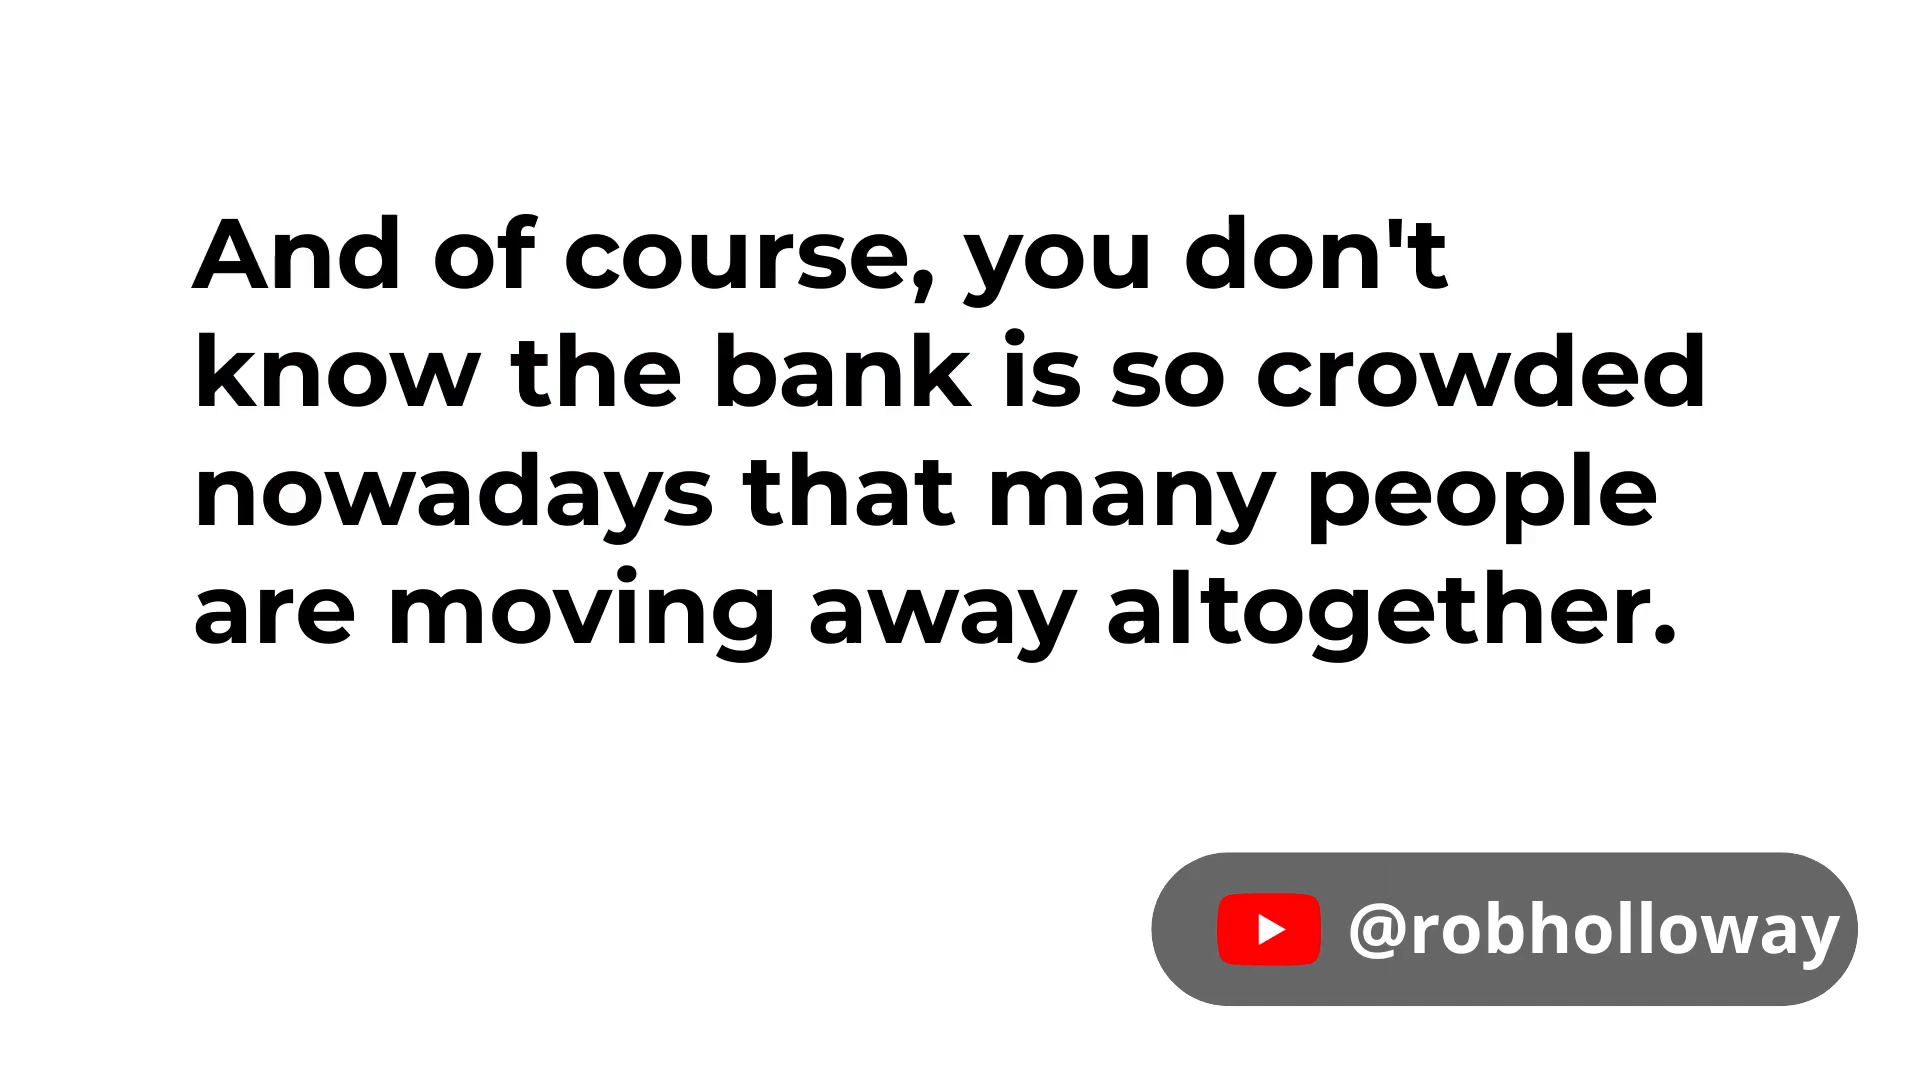 And of course, you don't
know the bank is so crowded
nowadays that many people
are moving away altogether.
@robholloway